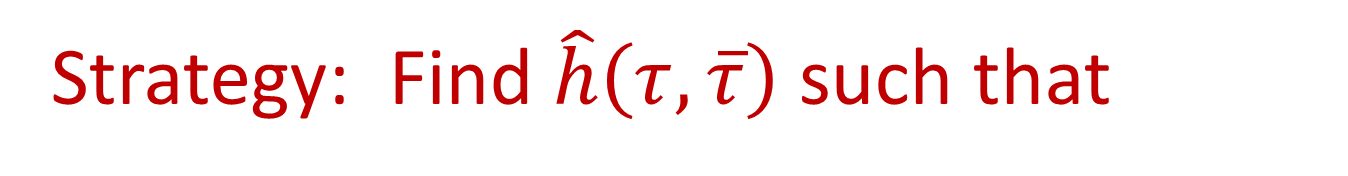 Strategy: Find ĥ(τ, τ̄) such that